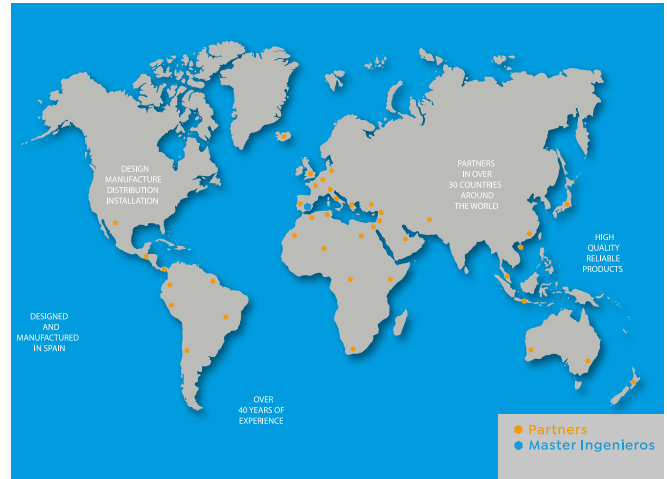 DESIGN
MANUFACTURE
DISTRIBUTION
INSTALLATION
PARTNERS
IN OVER
30 COUNTRIES
AROUND
THE WORLD
HIGH
QUALITY
RELIABLE
PRODUCTS
DESIGNED
AND
MANUFACTURED
IN SPAIN
OVER
40 YEARS OF
EXPERIENCE
Partners
Master Ingenieros